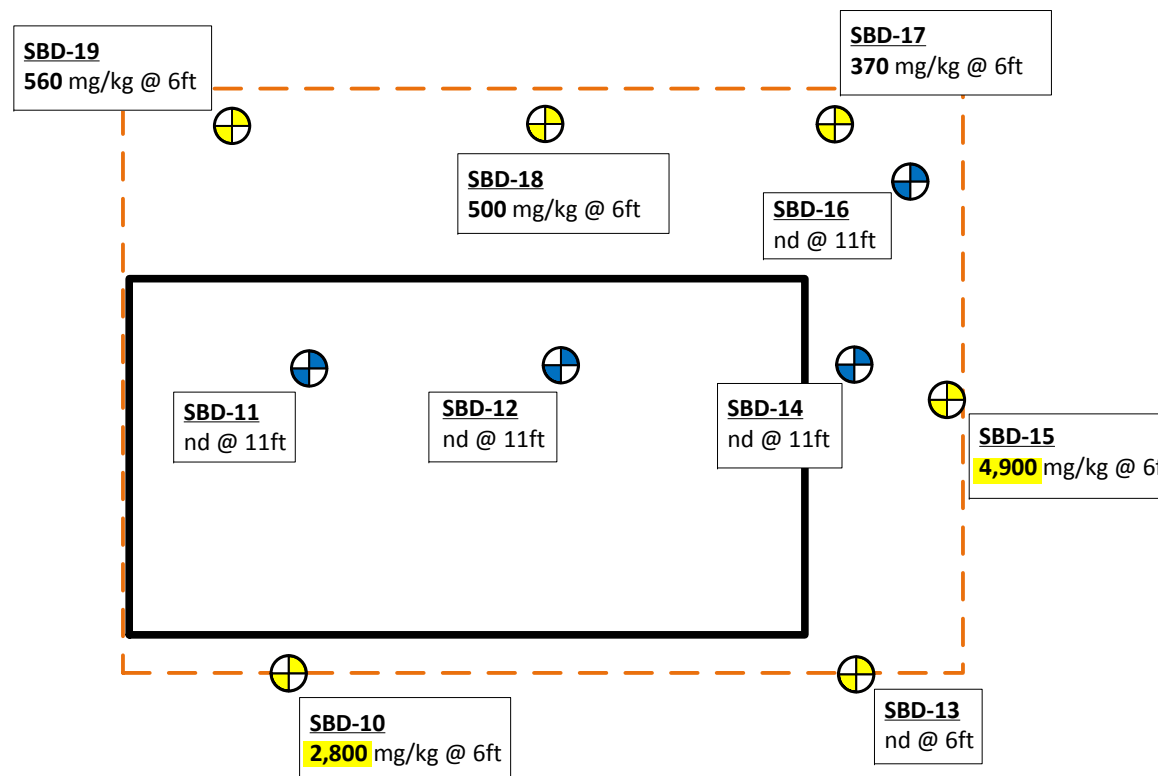 SBD-19
560 mg/kg @ 6ft
SBD-17
370 mg/kg @ 6ft
SBD-18
500 mg/kg @ 6ft
SBD-16
nd @ 11ft
SBD-11
nd @ 11ft
SBD-12
nd @ 11ft
SBD-14
nd @ 11ft
SBD-15
4,900 mg/kg @ 6f
SBD-10
2,800 mg/kg @ 6ft
SBD-13
nd @ 6ft